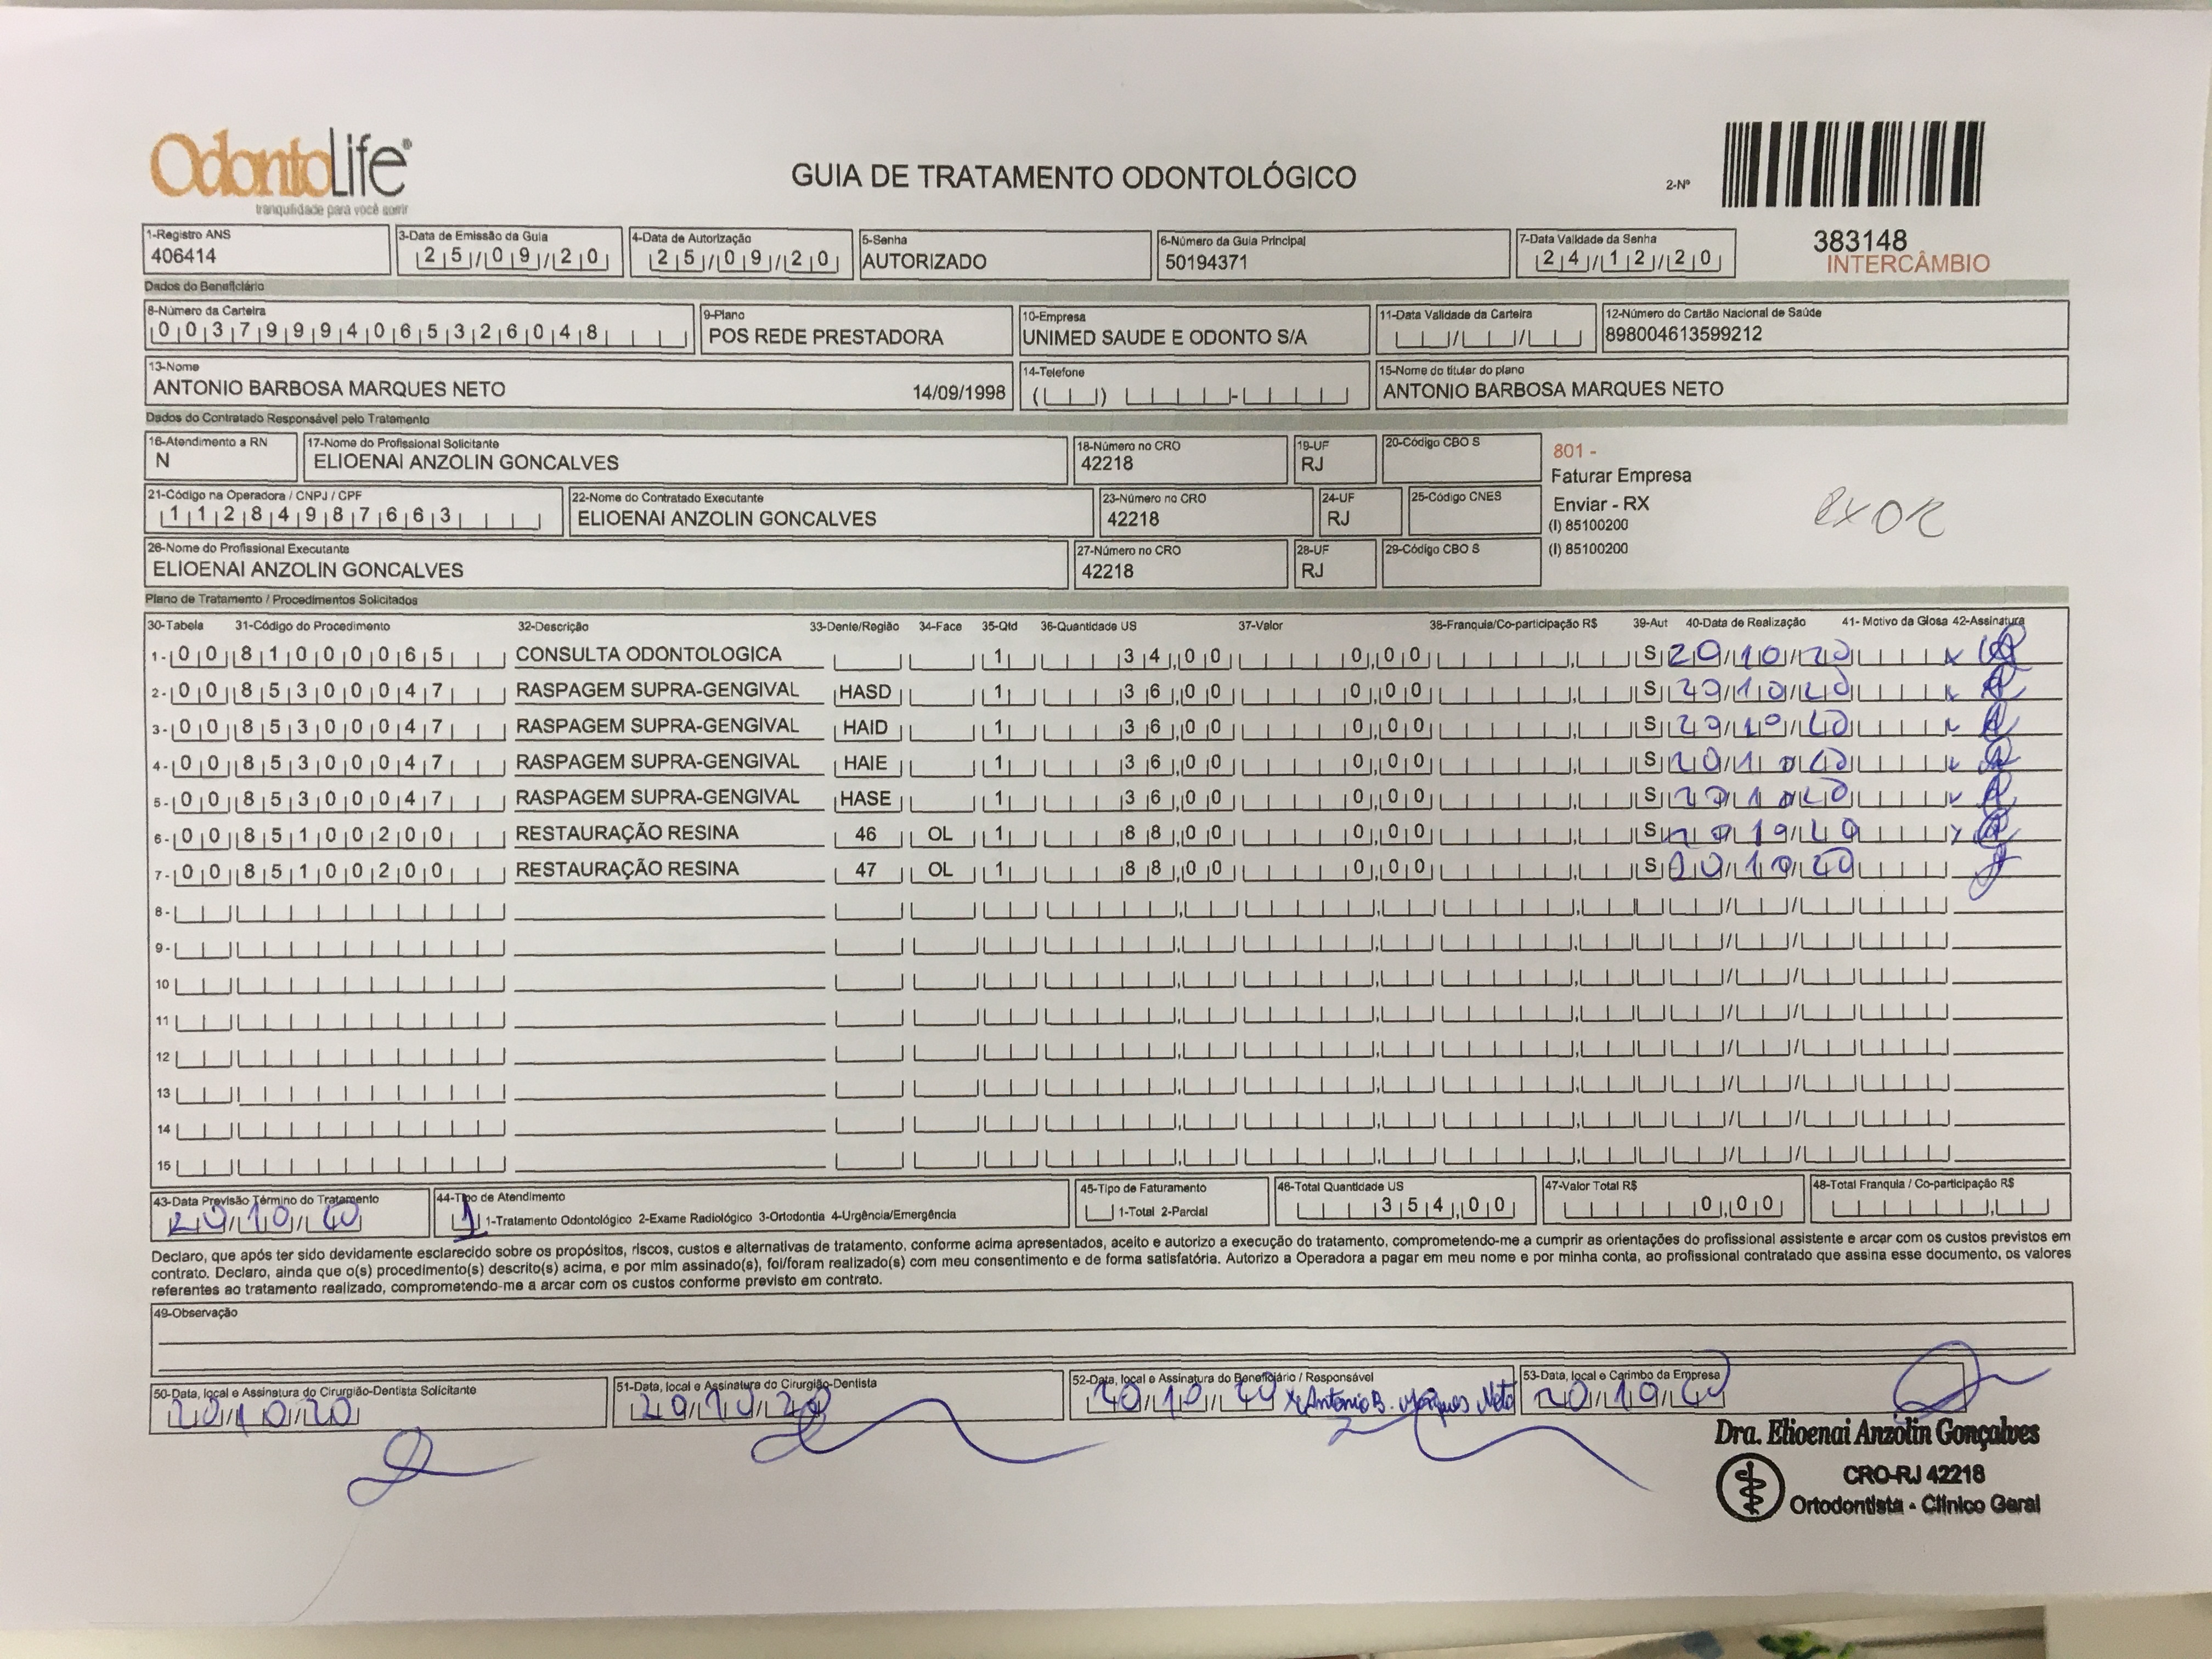 OdontoLife®
tranquilidade para você sorrir
GUIA DE TRATAMENTO ODONTOLÓGICO
2-Nº
383148
INTERCÂMBIO
1-Registro ANS
406414
3-Data de Emissão da Guia
25/09/20
4-Data de Autorização
25/09/20
5-Senha
AUTORIZADO
6-Número da Guia Principal
50194371
7-Data Validade da Senha
24/12/20
Dados do Beneficiário
8-Número da Carteira
00379994065326048
9-Plano
POS REDE PRESTADORA
10-Empresa
UNIMED SAUDE E ODONTO S/A
11-Data Validade da Carteira
12-Número do Cartão Nacional de Saúde
898004613599212
13-Nome
ANTONIO BARBOSA MARQUES NETO 14/09/1998
14-Telefone
15-Nome do titular do plano
ANTONIO BARBOSA MARQUES NETO
Dados do Contratado Responsável pelo Tratamento
16-Atendimento a RN
N
17-Nome do Profissional Solicitante
ELIOENAI ANZOLIN GONCALVES
18-Número no CRO
42218
19-UF
RJ
20-Código CBO S
801 -
Faturar Empresa
Enviar - RX
(I) 85100200
(I) 85100200
21-Código na Operadora / CNPJ / CPF
11284987663
22-Nome do Contratado Executante
ELIOENAI ANZOLIN GONCALVES
23-Número no CRO
42218
24-UF
RJ
25-Código CNES
26-Nome do Profissional Executante
ELIOENAI ANZOLIN GONCALVES
27-Número no CRO
42218
28-UF
RJ
29-Código CBO S
Plano de Tratamento / Procedimentos Solicitados
30-Tabela 31-Código do Procedimento 32-Descrição 33-Dente/Região 34-Face 35-Qtd 36-Quantidade US 37-Valor 38-Franquia/Co-participação R$ 39-Aut 40-Data de Realização 41- Motivo da Glosa 42-Assinatura
1- 00 81000065 CONSULTA ODONTOLOGICA 1 34,00 0,00 S 20/10/20
2- 00 85300047 RASPAGEM SUPRA-GENGIVAL HASD 1 36,00 0,00 S 20/10/20
3- 00 85300047 RASPAGEM SUPRA-GENGIVAL HAID 1 36,00 0,00 S 20/10/20
4- 00 85300047 RASPAGEM SUPRA-GENGIVAL HAIE 1 36,00 0,00 S 20/10/20
5- 00 85300047 RASPAGEM SUPRA-GENGIVAL HASE 1 36,00 0,00 S 20/10/20
6- 00 85100200 RESTAURAÇÃO RESINA 46 OL 1 88,00 0,00 S 20/10/20
7- 00 85100200 RESTAURAÇÃO RESINA 47 OL 1 88,00 0,00 S 20/10/20
8-
9-
10
11
12
13
14
15
43-Data Previsão Término do Tratamento
20/10/20
44-Tipo de Atendimento
1 1-Tratamento Odontológico 2-Exame Radiológico 3-Ortodontia 4-Urgência/Emergência
45-Tipo de Faturamento
1-Total 2-Parcial
46-Total Quantidade US
354,00
47-Valor Total R$
0,00
48-Total Franquia / Co-participação R$
Declaro, que após ter sido devidamente esclarecido sobre os propósitos, riscos, custos e alternativas de tratamento, conforme acima apresentados, aceito e autorizo a execução do tratamento, comprometendo-me a cumprir as orientações do profissional assistente e arcar com os custos previstos em
contrato. Declaro, ainda que o(s) procedimento(s) descrito(s) acima, e por mim assinado(s), foi/foram realizado(s) com meu consentimento e de forma satisfatória. Autorizo a Operadora a pagar em meu nome e por minha conta, ao profissional contratado que assina esse documento, os valores
referentes ao tratamento realizado, comprometendo-me a arcar com os custos conforme previsto em contrato.
49-Observação
50-Data, local e Assinatura do Cirurgião-Dentista Solicitante
20/10/20
51-Data, local e Assinatura do Cirurgião-Dentista
20/10/20
52-Data, local e Assinatura do Beneficiário / Responsável
20/10/20 x Antonio B. Marques Neto
53-Data, local e Carimbo da Empresa
20/10/20
Dra. Elioenai Anzolin Gonçalves
CRO-RJ 42218
Ortodontista - Clínico Geral